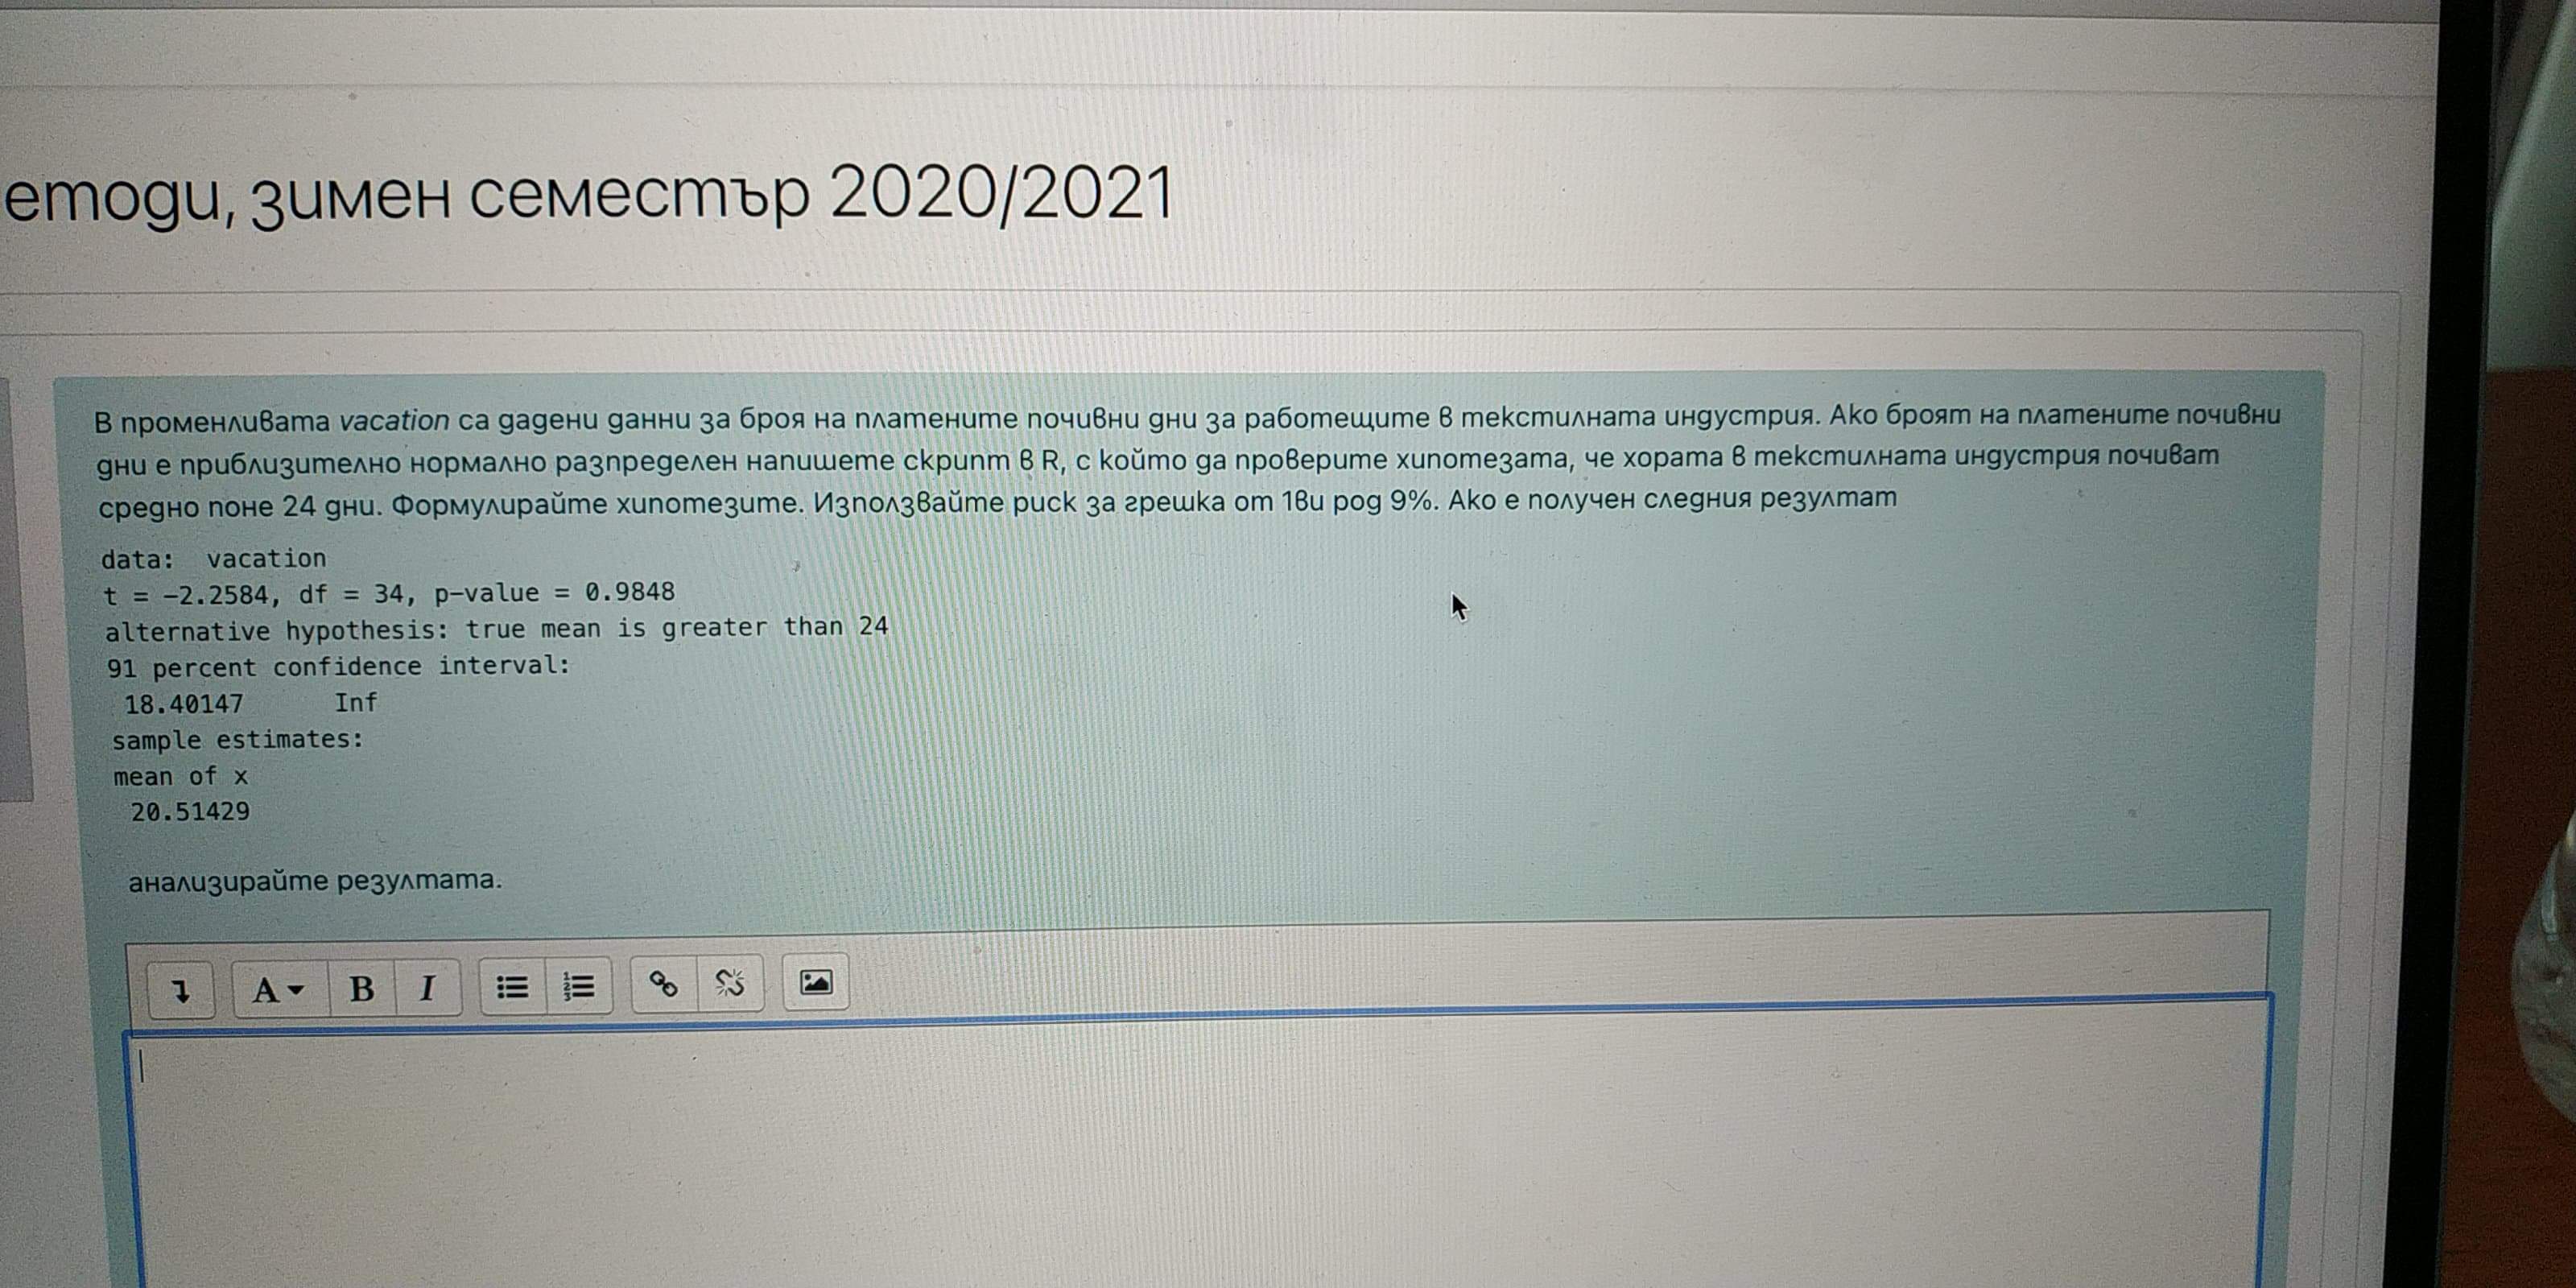 етоди, зимен семестър 2020/2021
В променливата vacation са дадени данни за броя на платените почивни дни за работещите в текстилната индустрия. Ако броят на платените почивни
дни е приблизително нормално разпределен напишете скрипт в R, с който да проверите хипотезата, че хората в текстилната индустрия почиват
средно поне 24 дни. Формулирайте хипотезите. Използвайте риск за грешка от 1ви род 9%. Ако е получен следния резултат
data: vacation
t = -2.2584, df = 34, p-value = 0.9848
alternative hypothesis: true mean is greater than 24
91 percent confidence interval:
18.40147 Inf
sample estimates:
mean of x
20.51429
анализирайте резултата.
A B I